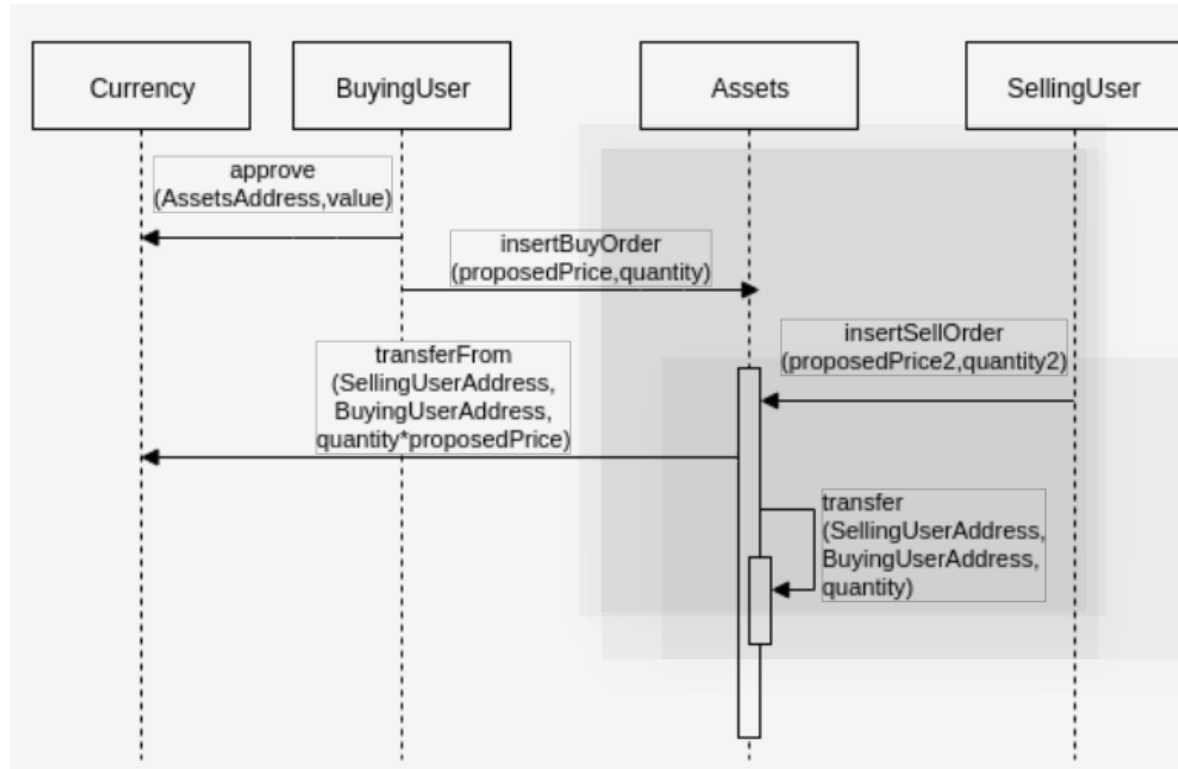 Currency
BuyingUser
Assets
SellingUser
approve
(AssetsAddress,value)
insertBuyOrder
(proposedPrice,quantity)
insertSellOrder
(proposedPrice2,quantity2)
transferFrom
(SellingUserAddress,
BuyingUserAddress,
quantity*proposedPrice)
transfer
(SellingUserAddress,
BuyingUserAddress,
quantity)